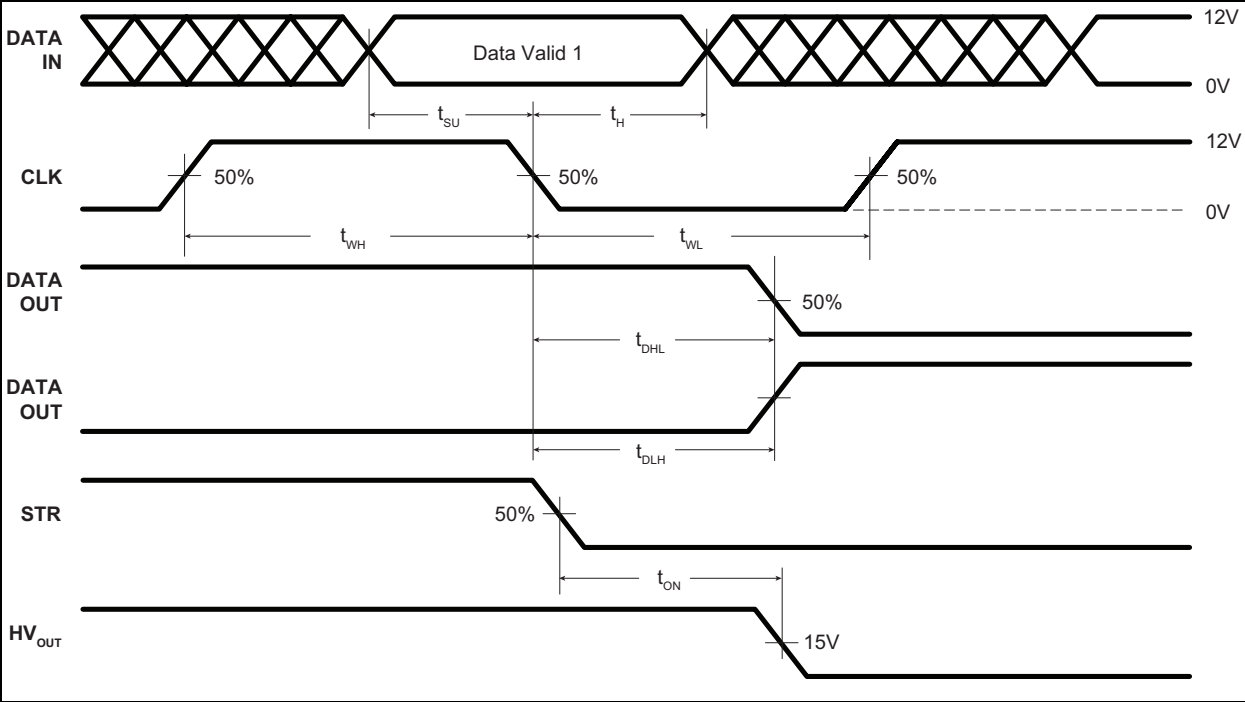 DATA
IN
Data Valid 1
12V
0V
tSU
tH
CLK
50%
50%
50%
12V
0V
tWH
tWL
DATA
OUT
50%
tDHL
DATA
OUT
tDLH
STR
50%
tON
HVOUT
15V